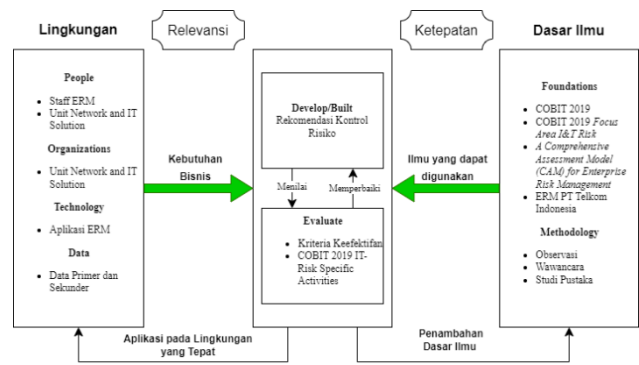 Lingkungan
Relevansi
Ketepatan
Dasar Ilmu
People
• Staff ERM
• Unit Network and IT
Solution
Organizations
• Unit Network and IT
Solution
Technology
• Aplikasi ERM
Data
• Data Primer dan
Sekunder
Kebutuhan
Bisnis
Develop/Built
Rekomendasi Kontrol
Risiko
Menilai
Memperbaiki
Evaluate
• Kriteria Keefektifan
• COBIT 2019 IT-
Risk Specific
Activities
Ilmu yang dapat
digunakan
Foundations
• COBIT 2019
• COBIT 2019 Focus
Area I&T Risk
• A Comprehensive
Assessment Model
(CAM) for Enterprise
Risk Management
• ERM PT Telkom
Indonesia
Methodology
• Observasi
• Wawancara
• Studi Pustaka
Aplikasi pada Lingkungan
yang Tepat
Penambahan
Dasar Ilmu